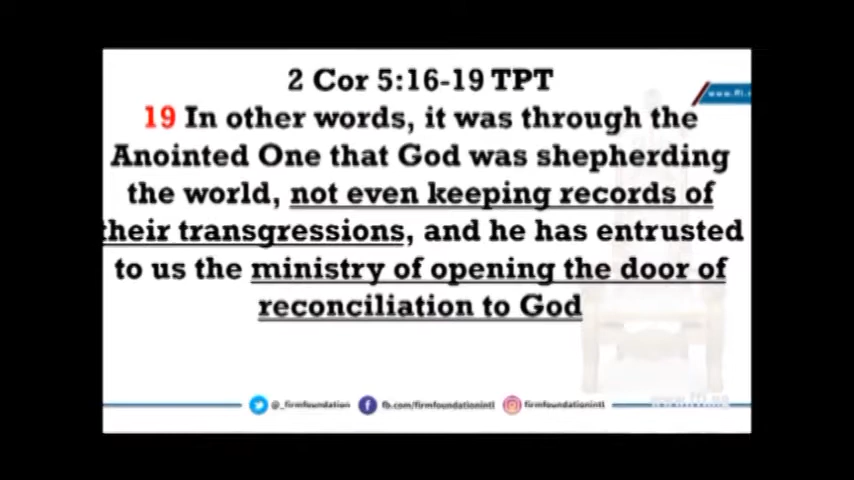 2 Cor 5:16-19 TPT
19 In other words, it was through the
Anointed One that God was shepherding
the world, not even keeping records of
their transgressions, and he has entrusted
to us the ministry of opening the door of
reconciliation to God
@_firmfoundation fb.com/firmfoundationintl firmfoundationintl